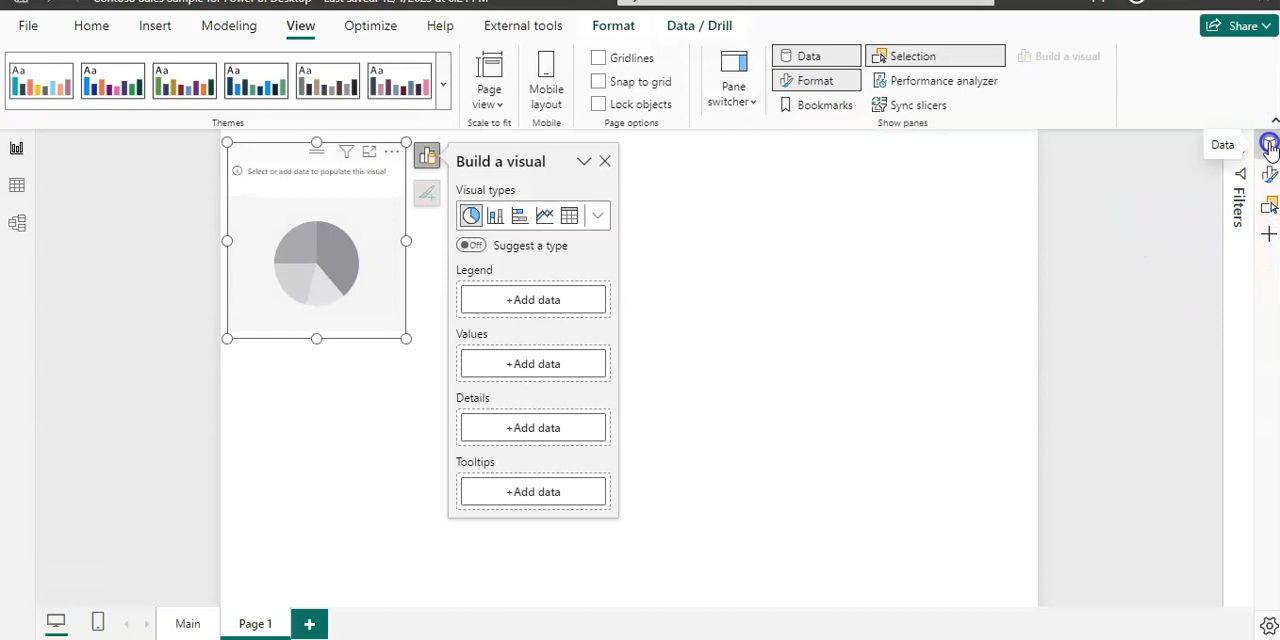 File Home Insert Modeling View Optimize Help External tools Format Data / Drill Share
Aa Aa Aa Aa Aa Aa
Page view
Mobile layout
Gridlines
Snap to grid
Lock objects
Pane switcher
Data
Format
Bookmarks
Selection
Performance analyzer
Sync slicers
Build a visual
Themes Scale to fit Mobile Page options Show panes
Select or add data to populate this visual
Build a visual
Visual types
Off Suggest a type
Legend
+Add data
Values
+Add data
Details
+Add data
Tooltips
+Add data
Data
Filters
Main Page 1